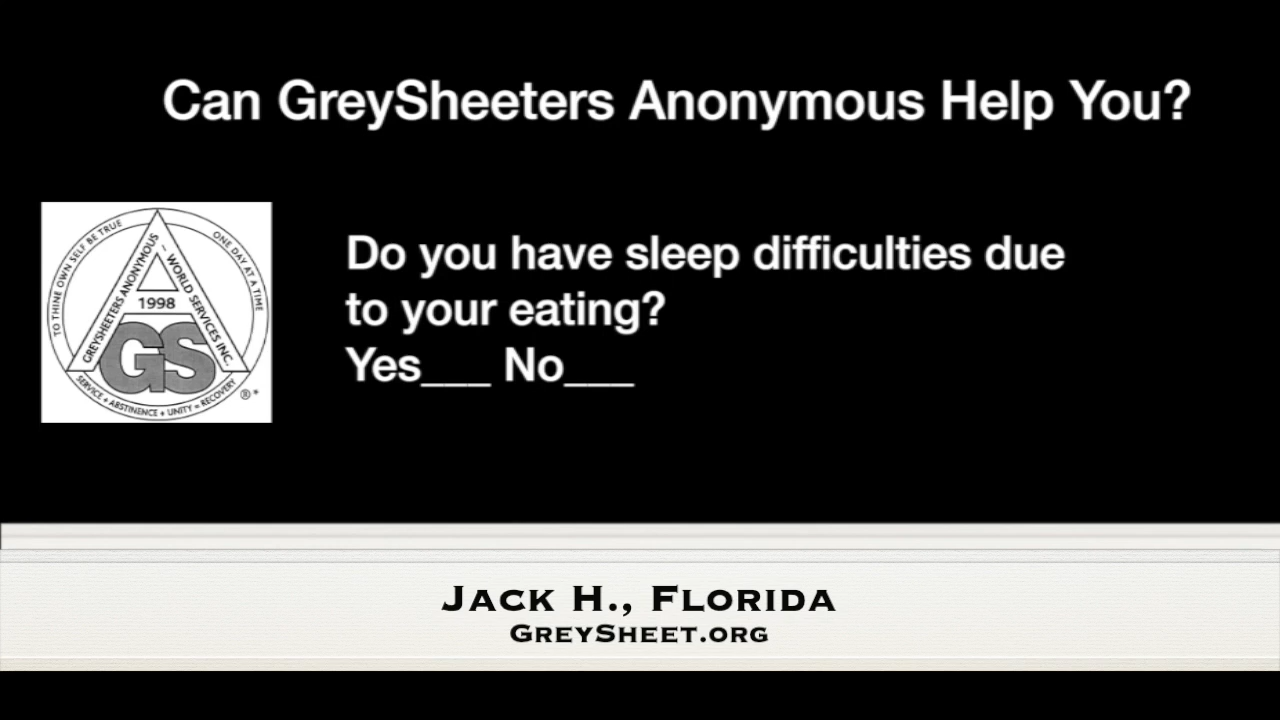 Can GreySheeters Anonymous Help You?
TO THINE OWN SELF BE TRUE
ONE DAY AT A TIME
GREYSHEETERS ANONYMOUS – WORLD SERVICES INC.
1998
GS
SERVICE + ABSTINENCE + UNITY = RECOVERY
®*
Do you have sleep difficulties due
to your eating?
Yes___ No___
Jack H., Florida
GreySheet.org